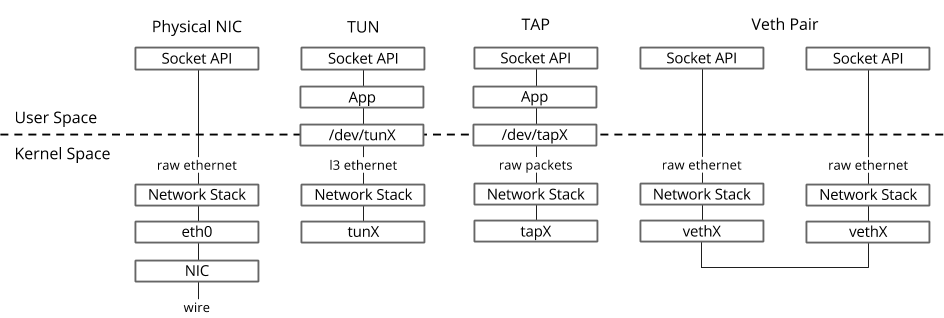 Physical NIC TUN TAP Veth Pair
Socket API Socket API Socket API Socket API Socket API
App App
User Space
/dev/tunX /dev/tapX
Kernel Space
raw ethernet l3 ethernet raw packets raw ethernet raw ethernet
Network Stack Network Stack Network Stack Network Stack Network Stack
eth0 tunX tapX vethX vethX
NIC
wire